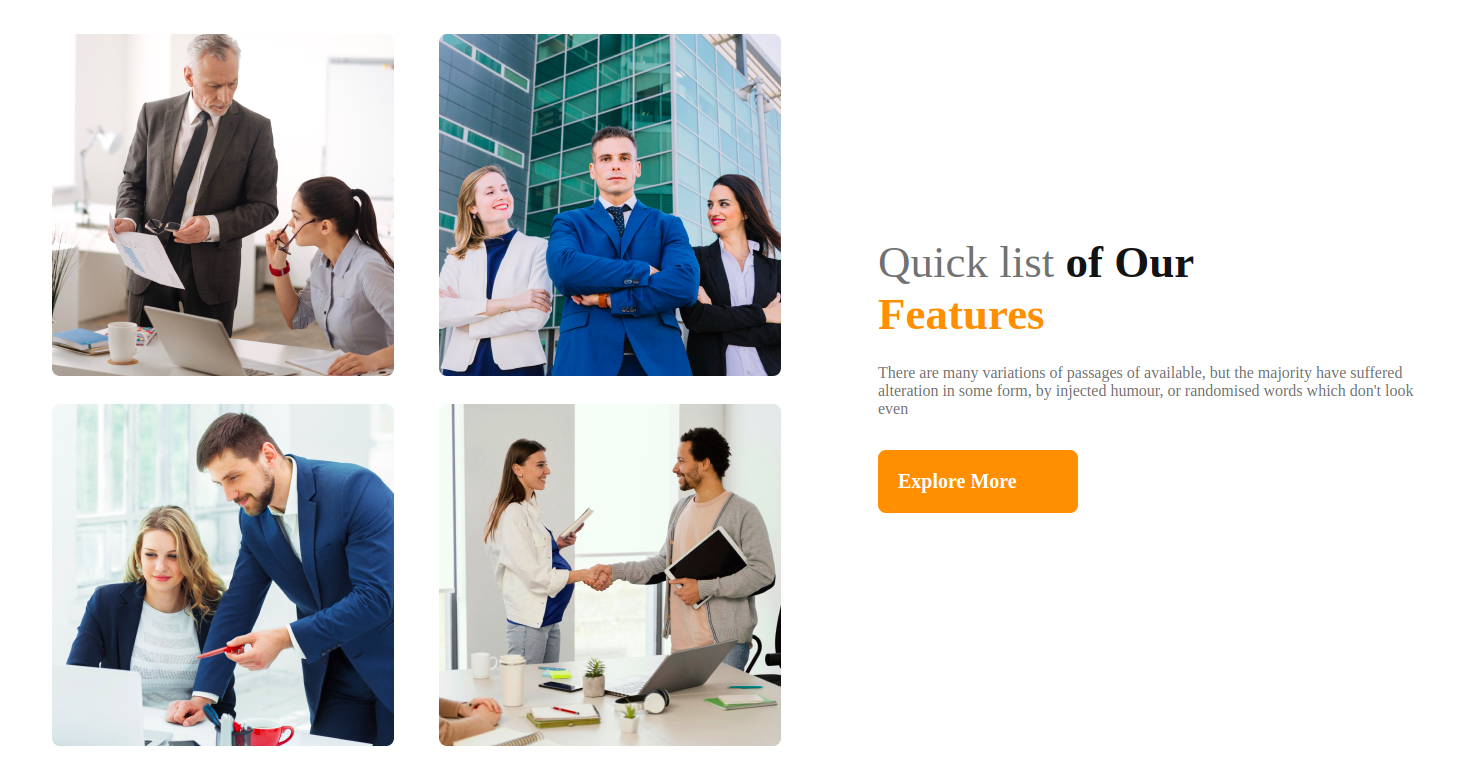 Quick list of Our
Features
There are many variations of passages of available, but the majority have suffered
alteration in some form, by injected humour, or randomised words which don't look
even
Explore More